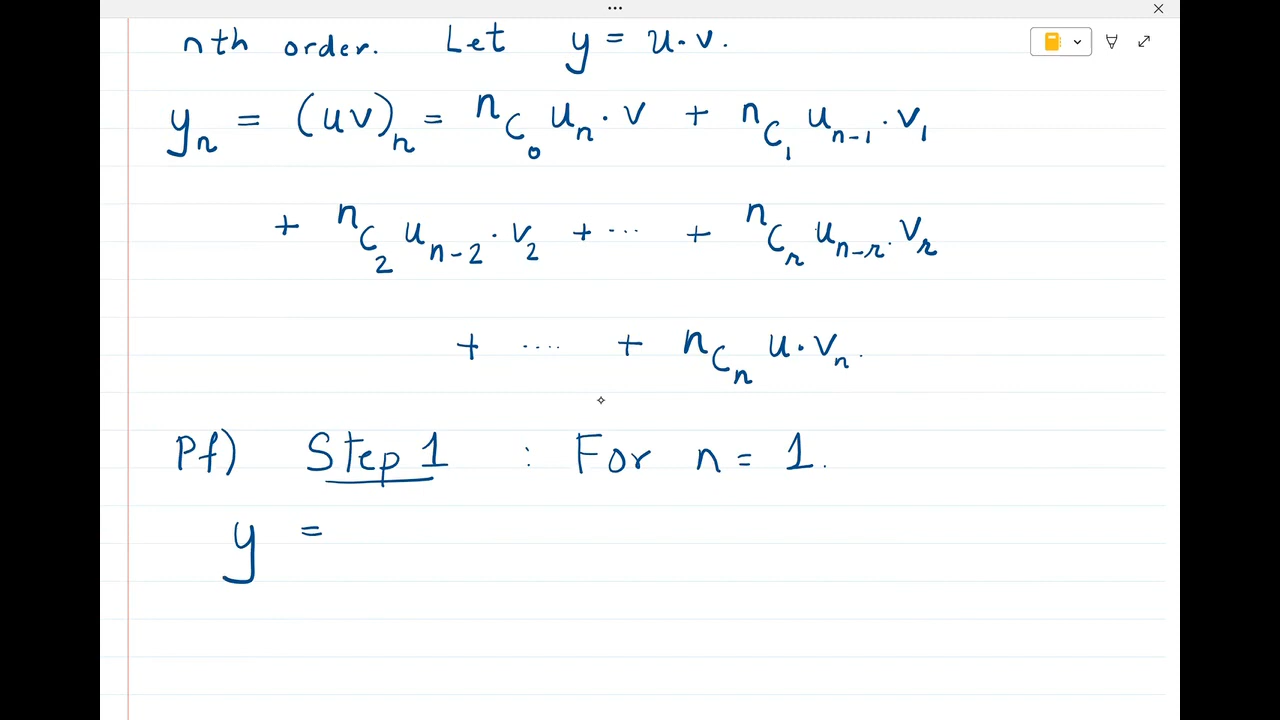 nth order. Let y = u·v.
yₙ = (uv)ₙ = ⁿC₀ uₙ·v + ⁿC₁ uₙ₋₁·v₁
+ ⁿC₂ uₙ₋₂·v₂ + ··· + ⁿCᵣ uₙ₋ᵣ·vᵣ
+ ···· + ⁿCₙ u·vₙ.
Pf) Step 1 : For n = 1.
y =